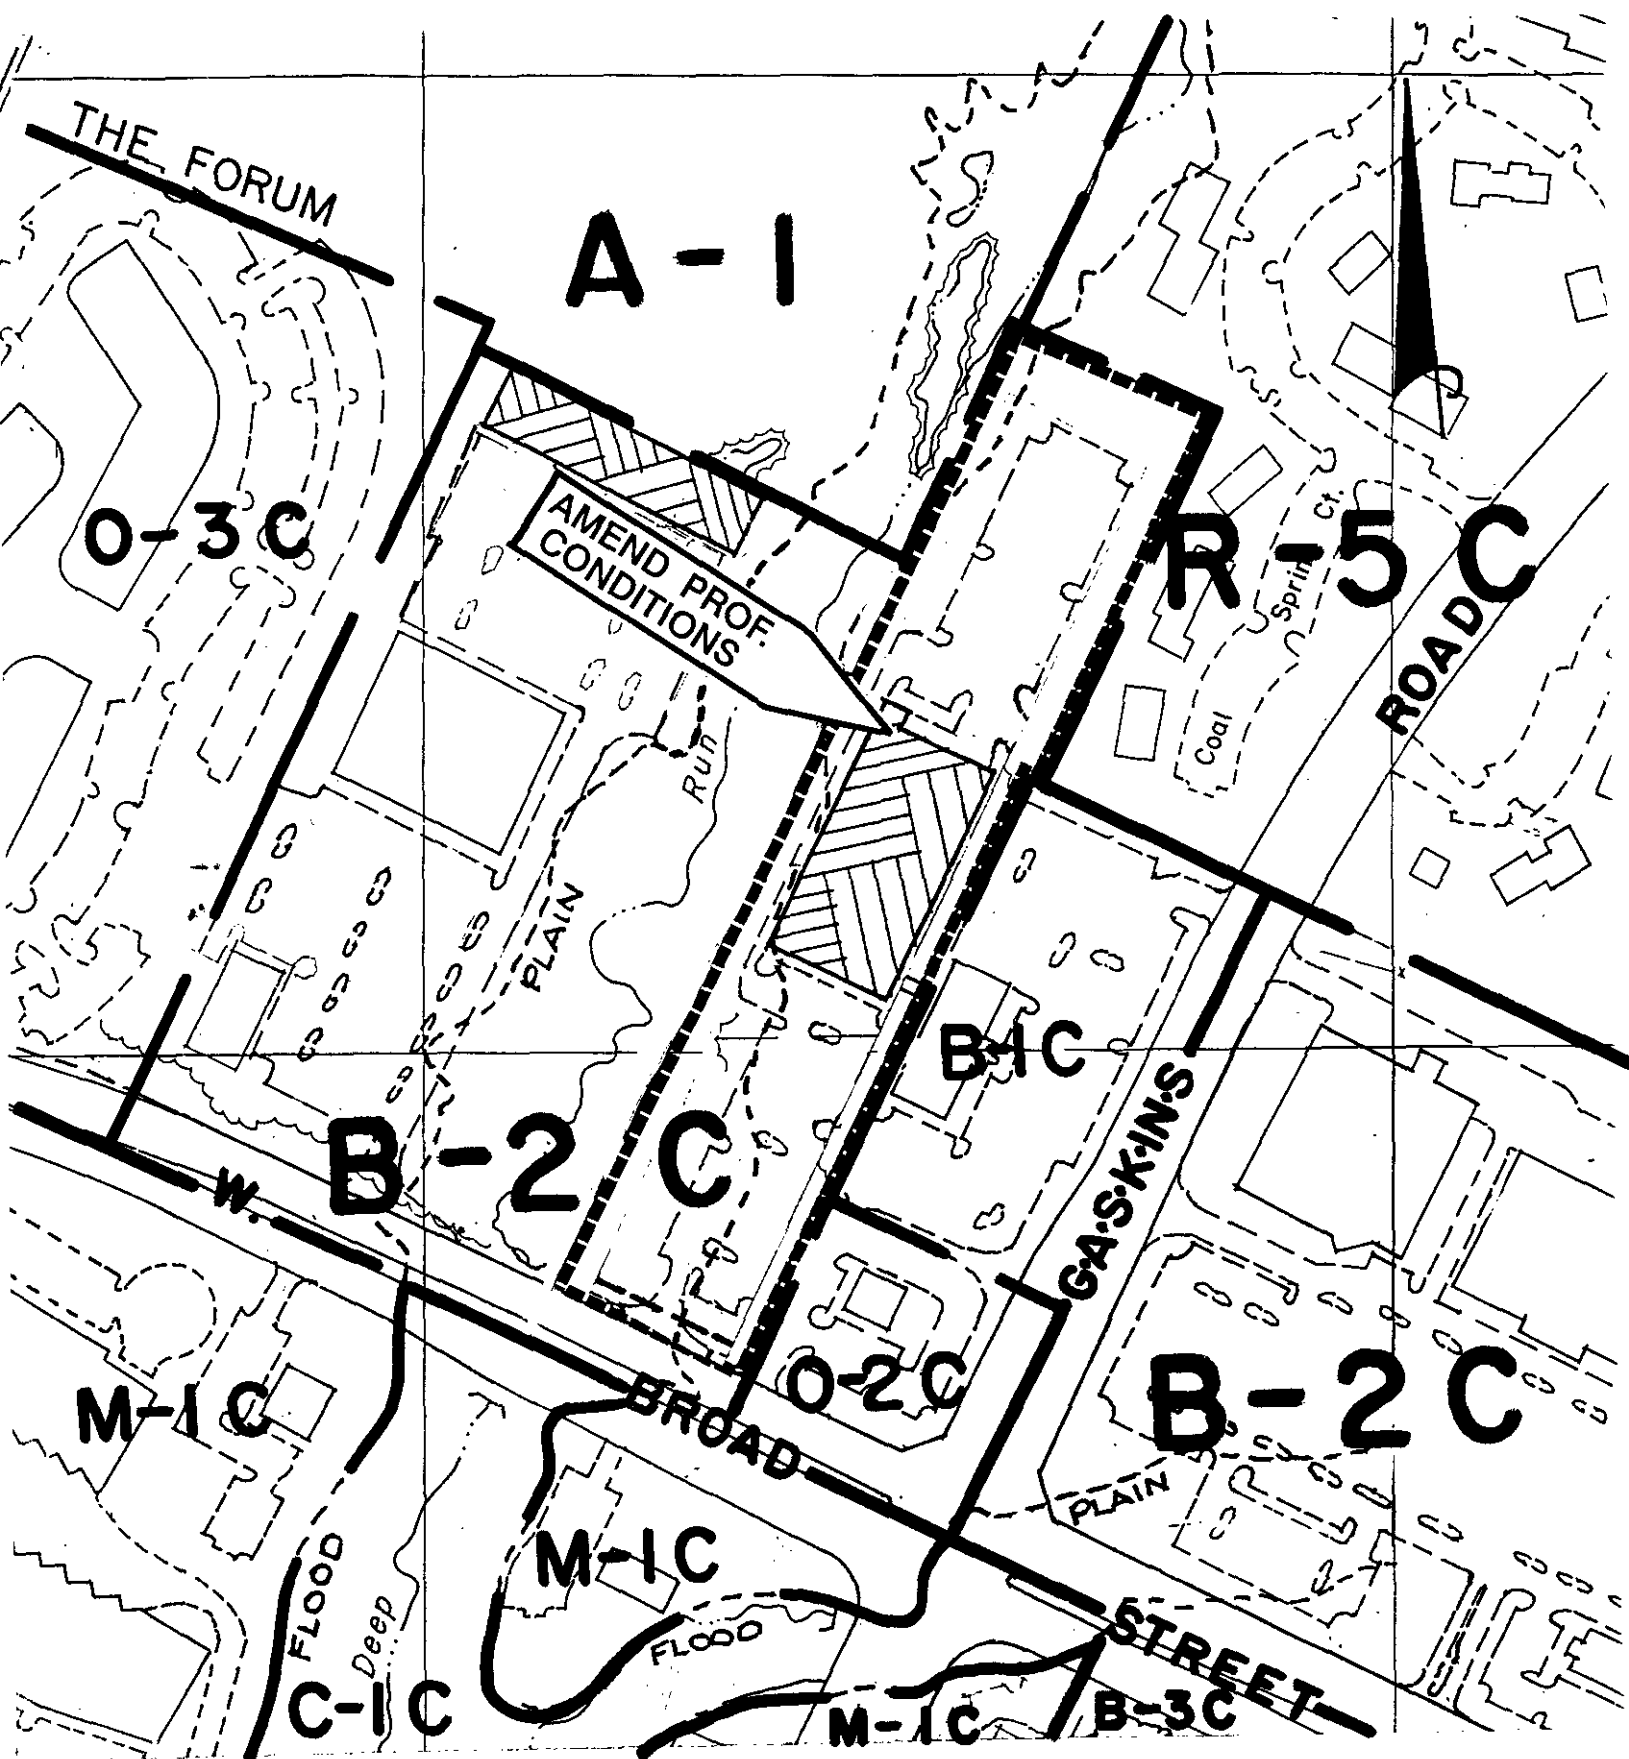 THE FORUM
A-1
O-3C
AMEND PROF.
CONDITIONS
R-5C
Spring Ct.
Coal
ROAD
Run
PLAIN
B-1C
B-2C
W.
GASKINS
M-1C
BROAD
O-2C
B-2C
PLAIN
FLOOD
Deep
M-1C
FLOOD
STREET
C-1C
M-1C
B-3C